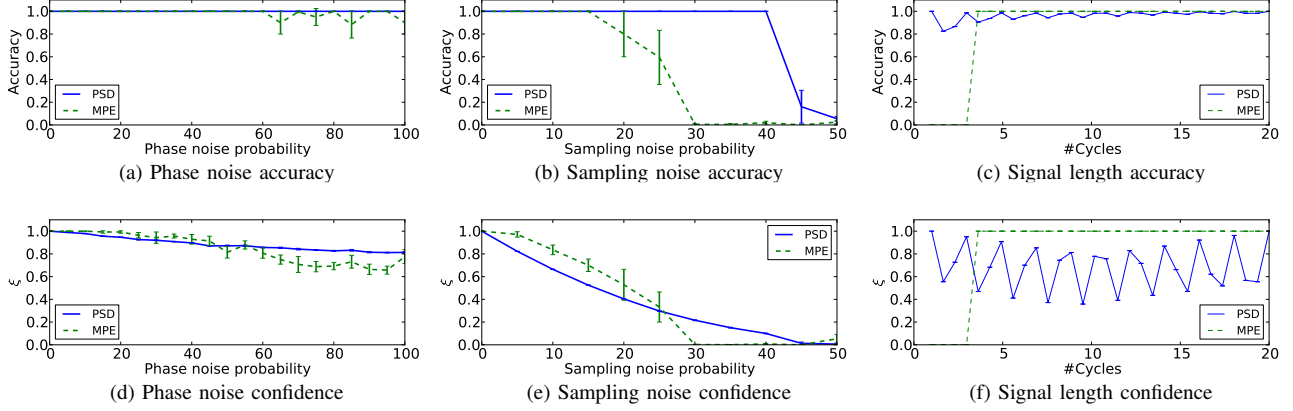 1.0
0.8
0.6
0.4
0.2
0.0
Accuracy
PSD
MPE
0 20 40 60 80 100
Phase noise probability
(a) Phase noise accuracy
1.0
0.8
0.6
0.4
0.2
0.0
Accuracy
PSD
MPE
0 10 20 30 40 50
Sampling noise probability
(b) Sampling noise accuracy
1.0
0.8
0.6
0.4
0.2
0.0
Accuracy
PSD
MPE
0 5 10 15 20
#Cycles
(c) Signal length accuracy
1.0
0.8
0.6
0.4
0.2
0.0
ξ
PSD
MPE
0 20 40 60 80 100
Phase noise probability
(d) Phase noise confidence
1.0
0.8
0.6
0.4
0.2
0.0
ξ
PSD
MPE
0 10 20 30 40 50
Sampling noise probability
(e) Sampling noise confidence
1.0
0.8
0.6
0.4
0.2
0.0
ξ
PSD
MPE
0 5 10 15 20
#Cycles
(f) Signal length confidence